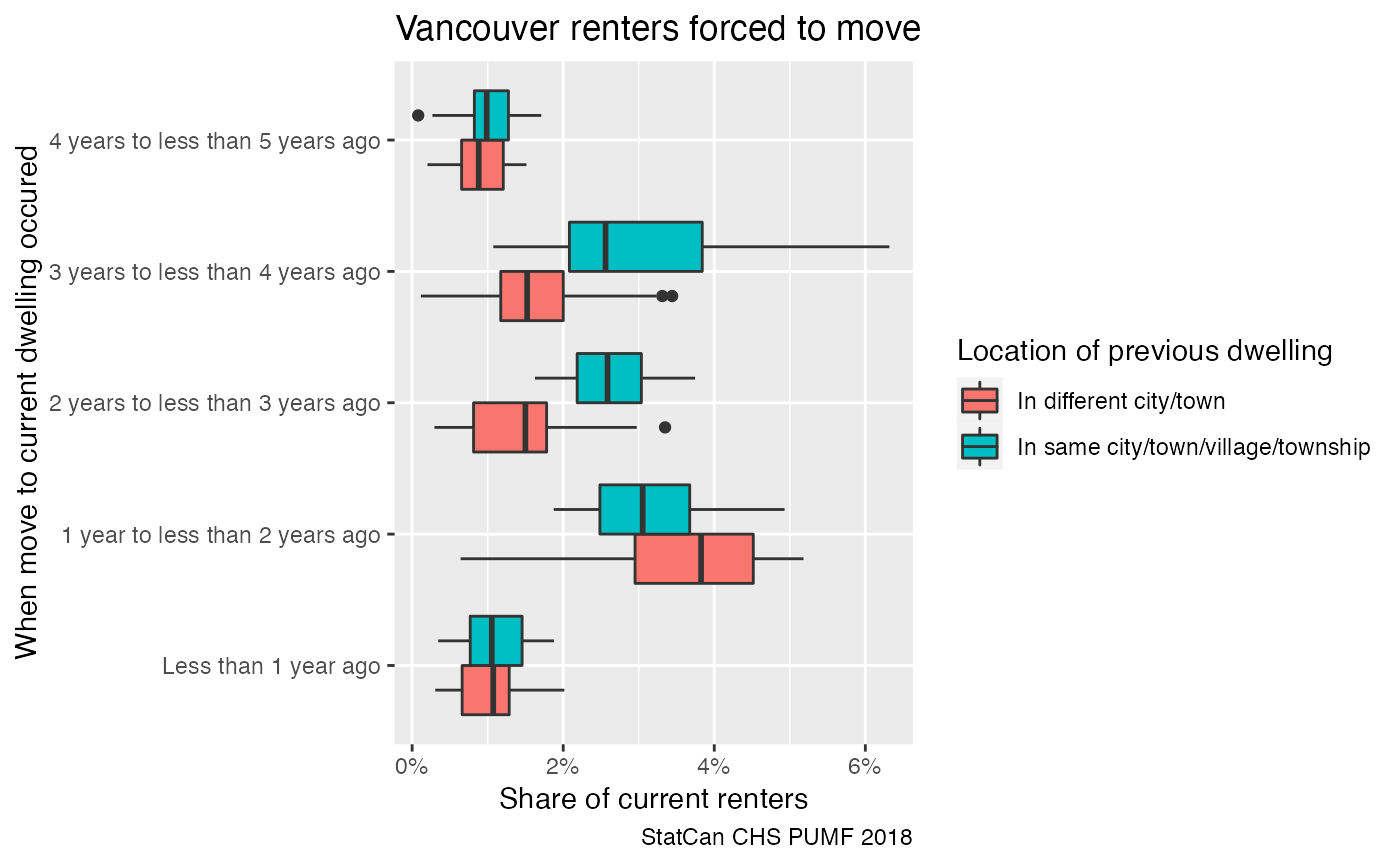 Vancouver renters forced to move
When move to current dwelling occured
4 years to less than 5 years ago
3 years to less than 4 years ago
2 years to less than 3 years ago
1 year to less than 2 years ago
Less than 1 year ago
0% 2% 4% 6%
Share of current renters
StatCan CHS PUMF 2018
Location of previous dwelling
In different city/town
In same city/town/village/township